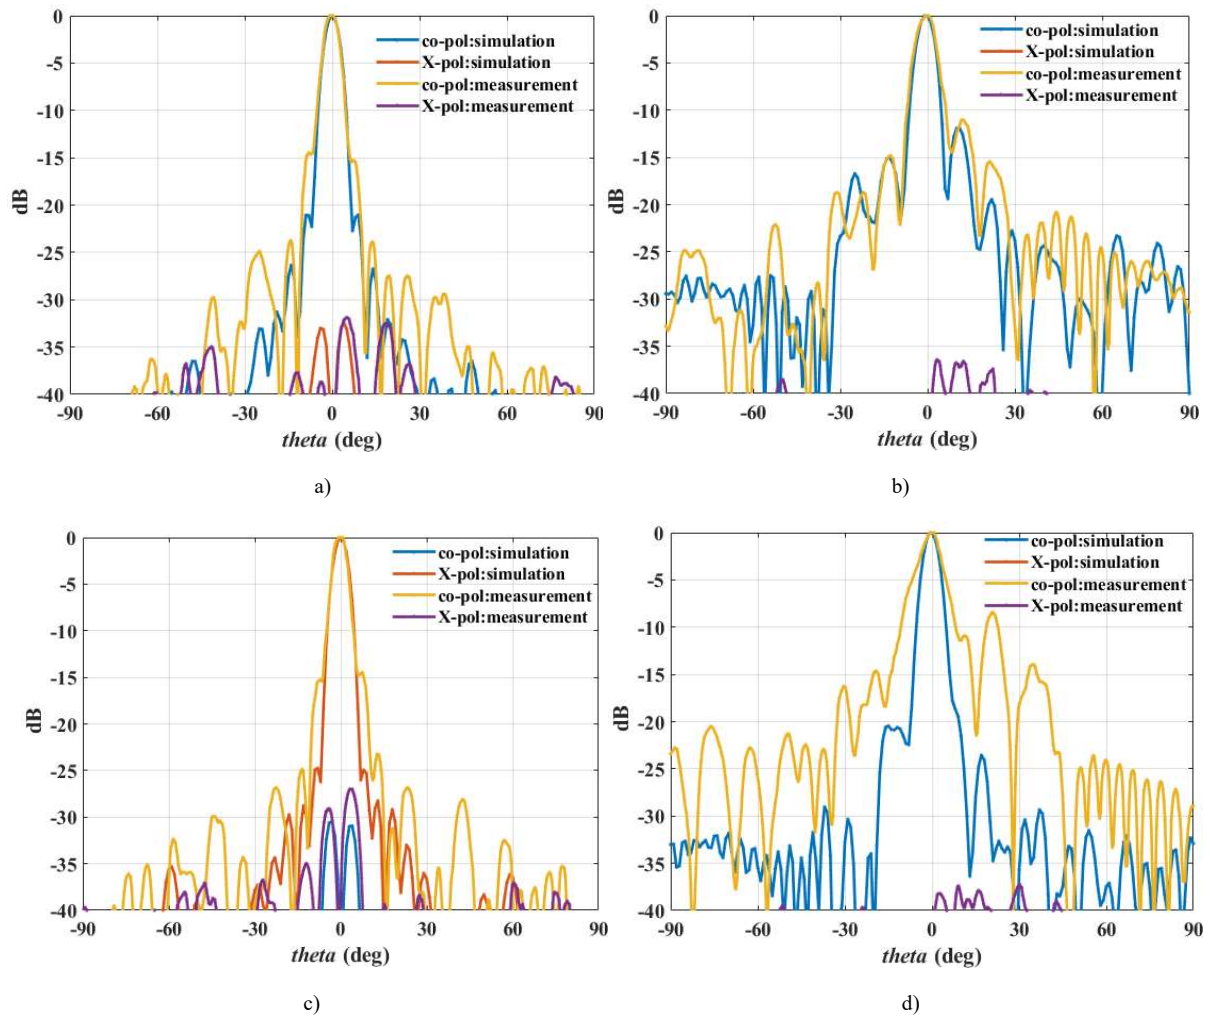 0
-5
-10
-15
-20
-25
-30
-35
-40
dB
-90
-60
-30
0
30
60
90
theta (deg)
co-pol:simulation
X-pol:simulation
co-pol:measurement
X-pol:measurement
a)
0
-5
-10
-15
-20
-25
-30
-35
-40
dB
-90
-60
-30
0
30
60
90
theta (deg)
co-pol:simulation
X-pol:simulation
co-pol:measurement
X-pol:measurement
b)
0
-5
-10
-15
-20
-25
-30
-35
-40
dB
-90
-60
-30
0
30
60
90
theta (deg)
co-pol:simulation
X-pol:simulation
co-pol:measurement
X-pol:measurement
c)
0
-5
-10
-15
-20
-25
-30
-35
-40
dB
-90
-60
-30
0
30
60
90
theta (deg)
co-pol:simulation
X-pol:simulation
co-pol:measurement
X-pol:measurement
d)